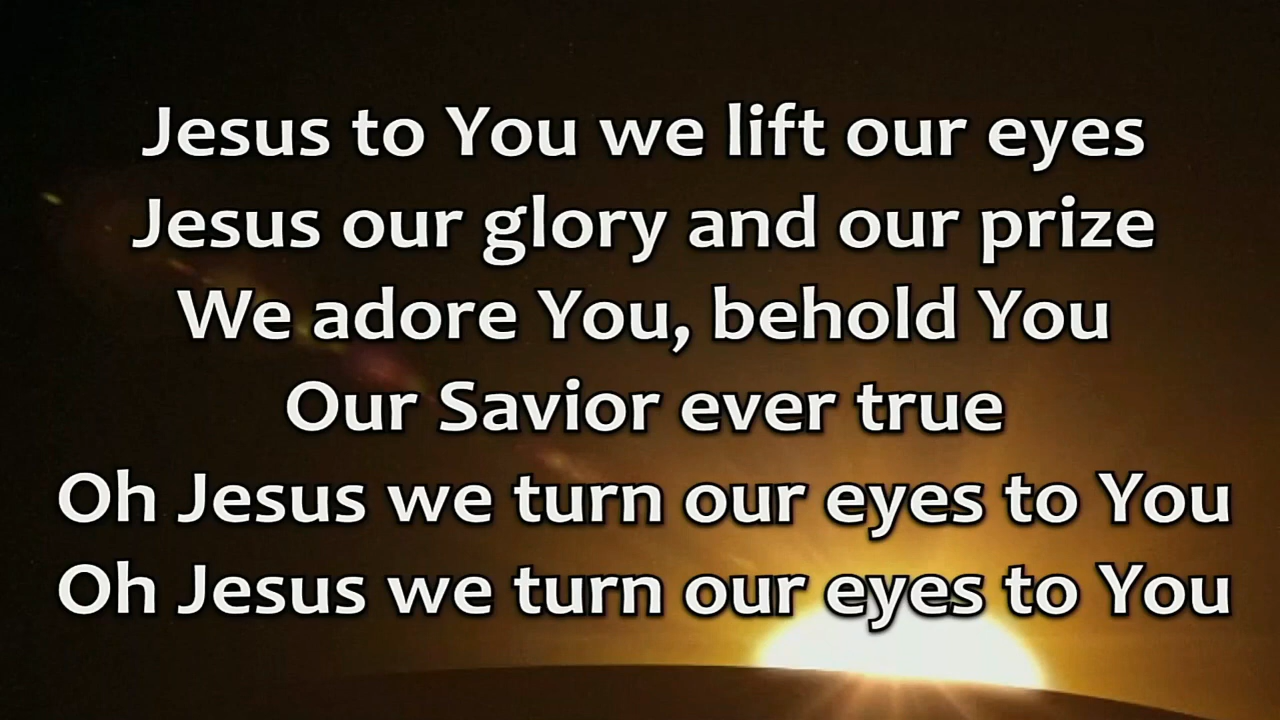 Jesus to You we lift our eyes
Jesus our glory and our prize
We adore You, behold You
Our Savior ever true
Oh Jesus we turn our eyes to You
Oh Jesus we turn our eyes to You